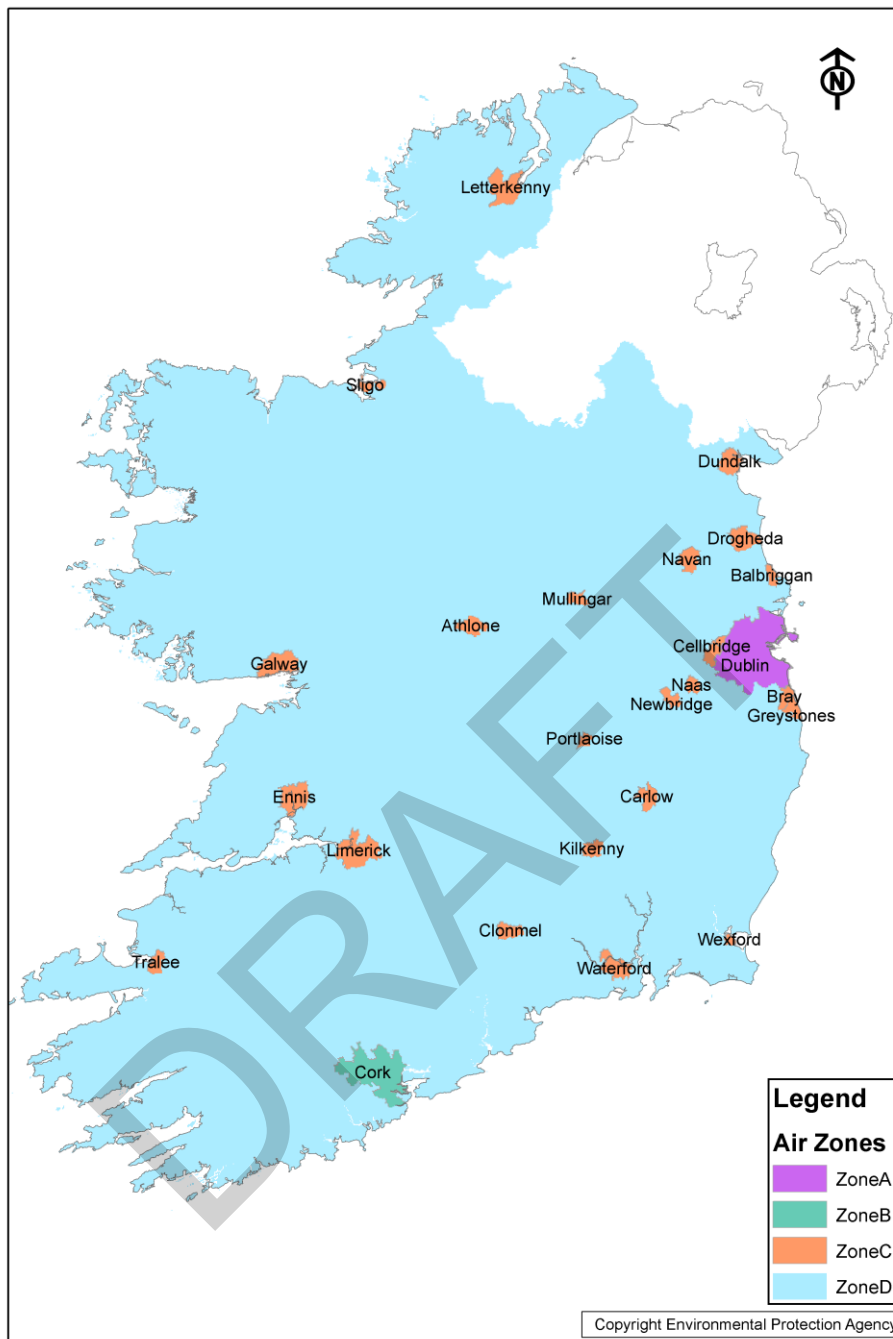 N
Letterkenny
Sligo
Dundalk
Drogheda
Navan
Balbriggan
Mullingar
Athlone
Cellbridge
Galway
Dublin
Naas
Bray
Newbridge
Greystones
Portlaoise
Ennis
Carlow
Limerick
Kilkenny
Clonmel
Wexford
Tralee
Waterford
Cork
DRAFT
Legend
Air Zones
ZoneA
ZoneB
ZoneC
ZoneD
Copyright Environmental Protection Agency